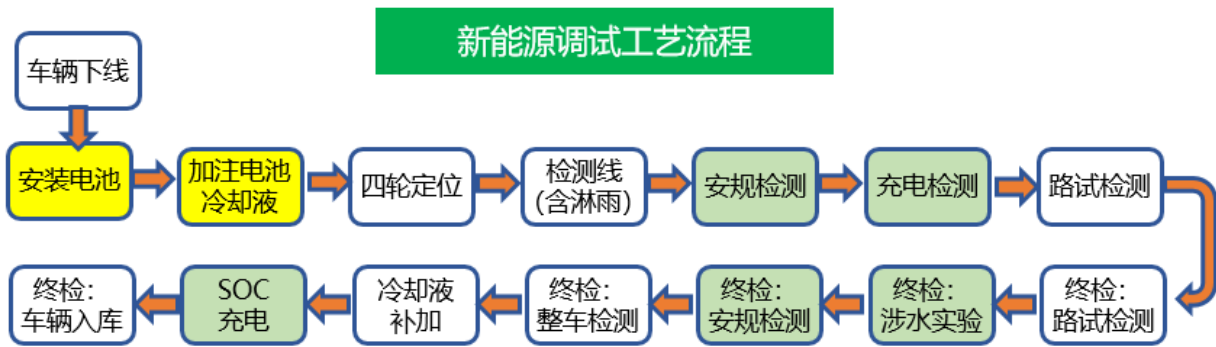 新能源调试工艺流程
车辆下线
安装电池
加注电池
冷却液
四轮定位
检测线
(含淋雨)
安规检测
充电检测
路试检测
终检：
路试检测
终检：
涉水实验
终检：
安规检测
终检：
整车检测
冷却液
补加
SOC
充电
终检：
车辆入库